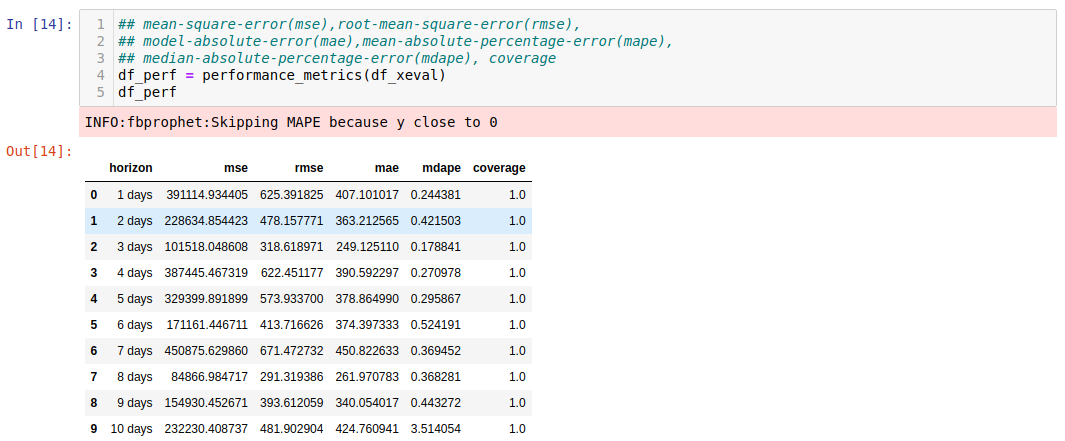 In [14]:
1 ## mean-square-error(mse),root-mean-square-error(rmse),
2 ## model-absolute-error(mae),mean-absolute-percentage-error(mape),
3 ## median-absolute-percentage-error(mdape), coverage
4 df_perf = performance_metrics(df_xeval)
5 df_perf
INFO:fbprophet:Skipping MAPE because y close to 0
Out[14]:
horizon mse rmse mae mdape coverage
0 1 days 391114.934405 625.391825 407.101017 0.244381 1.0
1 2 days 228634.854423 478.157771 363.212565 0.421503 1.0
2 3 days 101518.048608 318.618971 249.125110 0.178841 1.0
3 4 days 387445.467319 622.451177 390.592297 0.270978 1.0
4 5 days 329399.891899 573.933700 378.864990 0.295867 1.0
5 6 days 171161.446711 413.716626 374.397333 0.524191 1.0
6 7 days 450875.629860 671.472732 450.822633 0.369452 1.0
7 8 days 84866.984717 291.319386 261.970783 0.368281 1.0
8 9 days 154930.452671 393.612059 340.054017 0.443272 1.0
9 10 days 232230.408737 481.902904 424.760941 3.514054 1.0